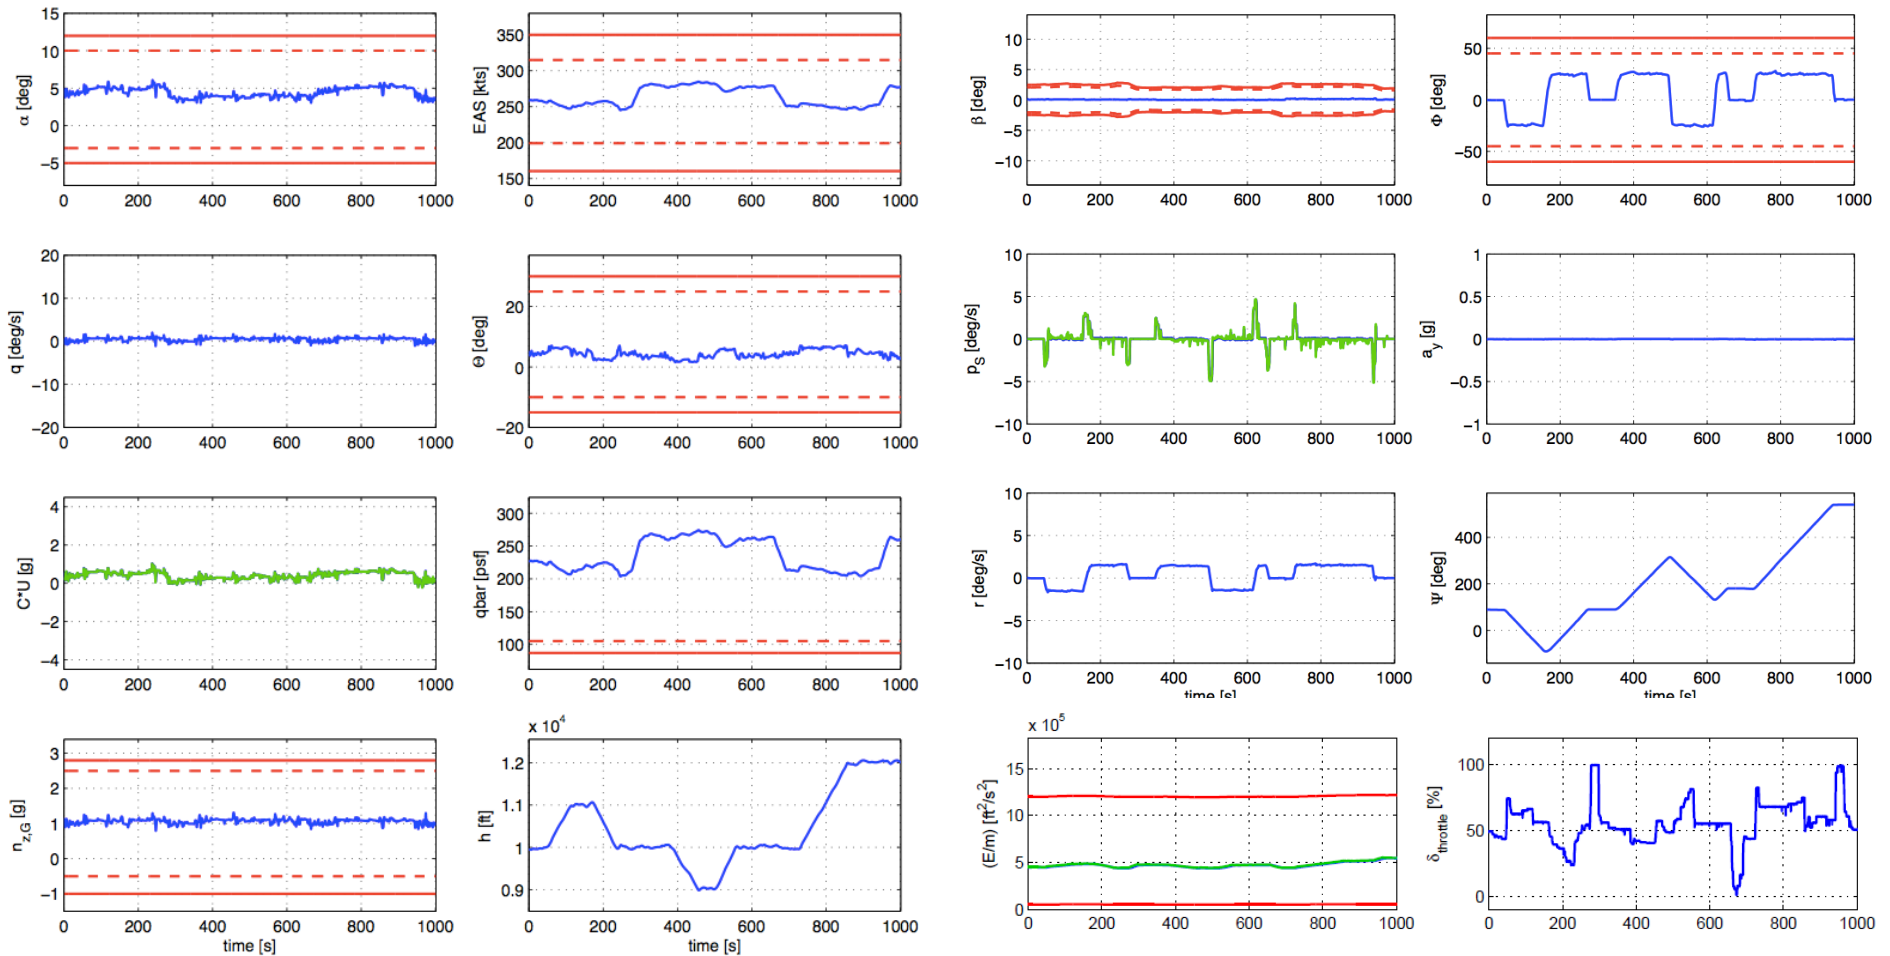 15
10
5
0
−5
α [deg]
0 200 400 600 800 1000
350
300
250
200
150
EAS [kts]
0 200 400 600 800 1000
10
5
0
−5
−10
β [deg]
0 200 400 600 800 1000
50
0
−50
Φ [deg]
0 200 400 600 800 1000
20
10
0
−10
−20
q [deg/s]
0 200 400 600 800 1000
20
0
−20
Θ [deg]
0 200 400 600 800 1000
10
5
0
−5
−10
pS [deg/s]
0 200 400 600 800 1000
1
0.5
0
−0.5
−1
ay [g]
0 200 400 600 800 1000
4
2
0
−2
−4
C*U [g]
0 200 400 600 800 1000
300
250
200
150
100
qbar [psf]
0 200 400 600 800 1000
10
5
0
−5
−10
r [deg/s]
0 200 400 600 800 1000
time [s]
400
200
0
Ψ [deg]
0 200 400 600 800 1000
time [s]
3
2
1
0
−1
nz,G [g]
0 200 400 600 800 1000
time [s]
x 10^4
1.2
1.1
1
0.9
h [ft]
0 200 400 600 800 1000
time [s]
x 10^5
15
10
5
0
(E/m) [ft²/s²]
0 200 400 600 800 1000
100
50
0
δthrottle [%]
0 200 400 600 800 1000